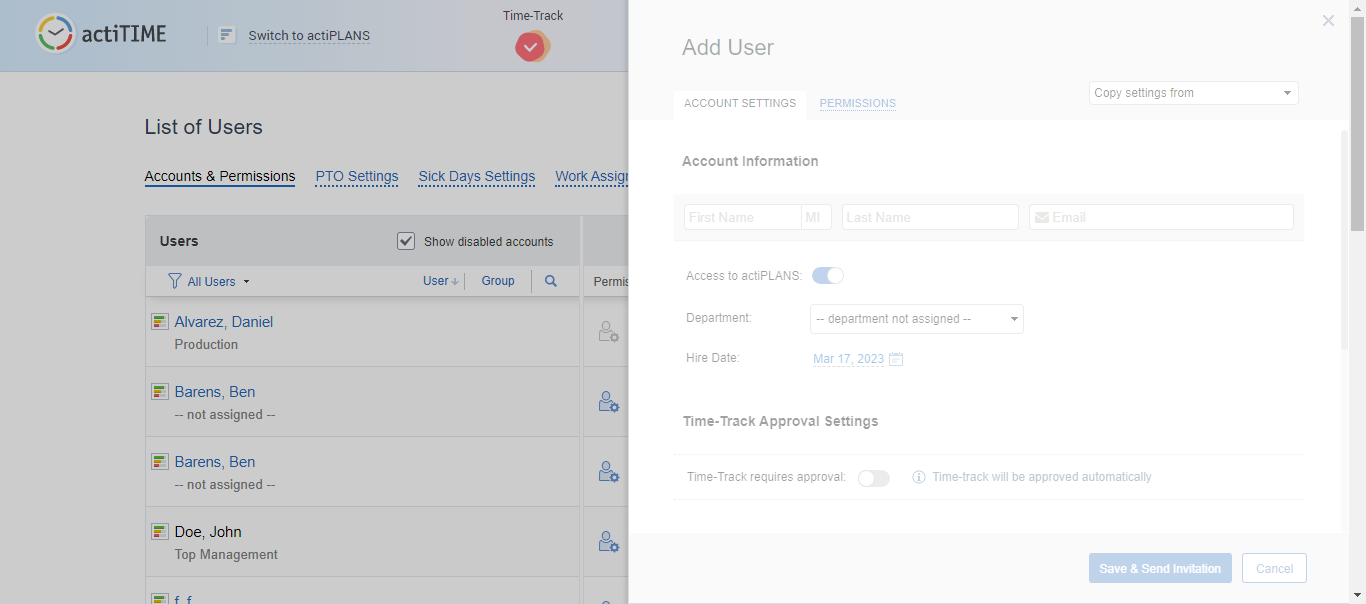 actiTIME
Switch to actiPLANS
Time-Track
List of Users
Accounts & Permissions
PTO Settings
Sick Days Settings
Work Assign
Users
Show disabled accounts
All Users
User
Group
Permis
Alvarez, Daniel
Production
Barens, Ben
-- not assigned --
Barens, Ben
-- not assigned --
Doe, John
Top Management
f, f
Add User
ACCOUNT SETTINGS
PERMISSIONS
Copy settings from
Account Information
First Name
MI
Last Name
Email
Access to actiPLANS:
Department:
-- department not assigned --
Hire Date:
Mar 17, 2023
Time-Track Approval Settings
Time-Track requires approval:
Time-track will be approved automatically
Save & Send Invitation
Cancel